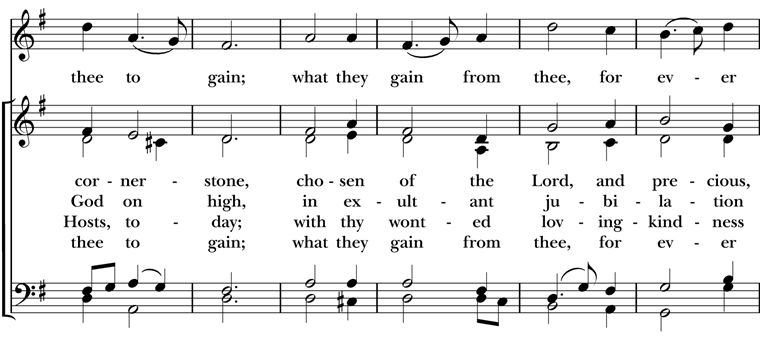 thee to gain; what they gain from thee, for ev - er
cor - ner - stone, cho - sen of the Lord, and pre - cious,
God on high, in ex - ult - ant ju - bi - la - tion
Hosts, to - day; with thy wont - ed lov - ing - kind - ness
thee to gain; what they gain from thee, for ev - er